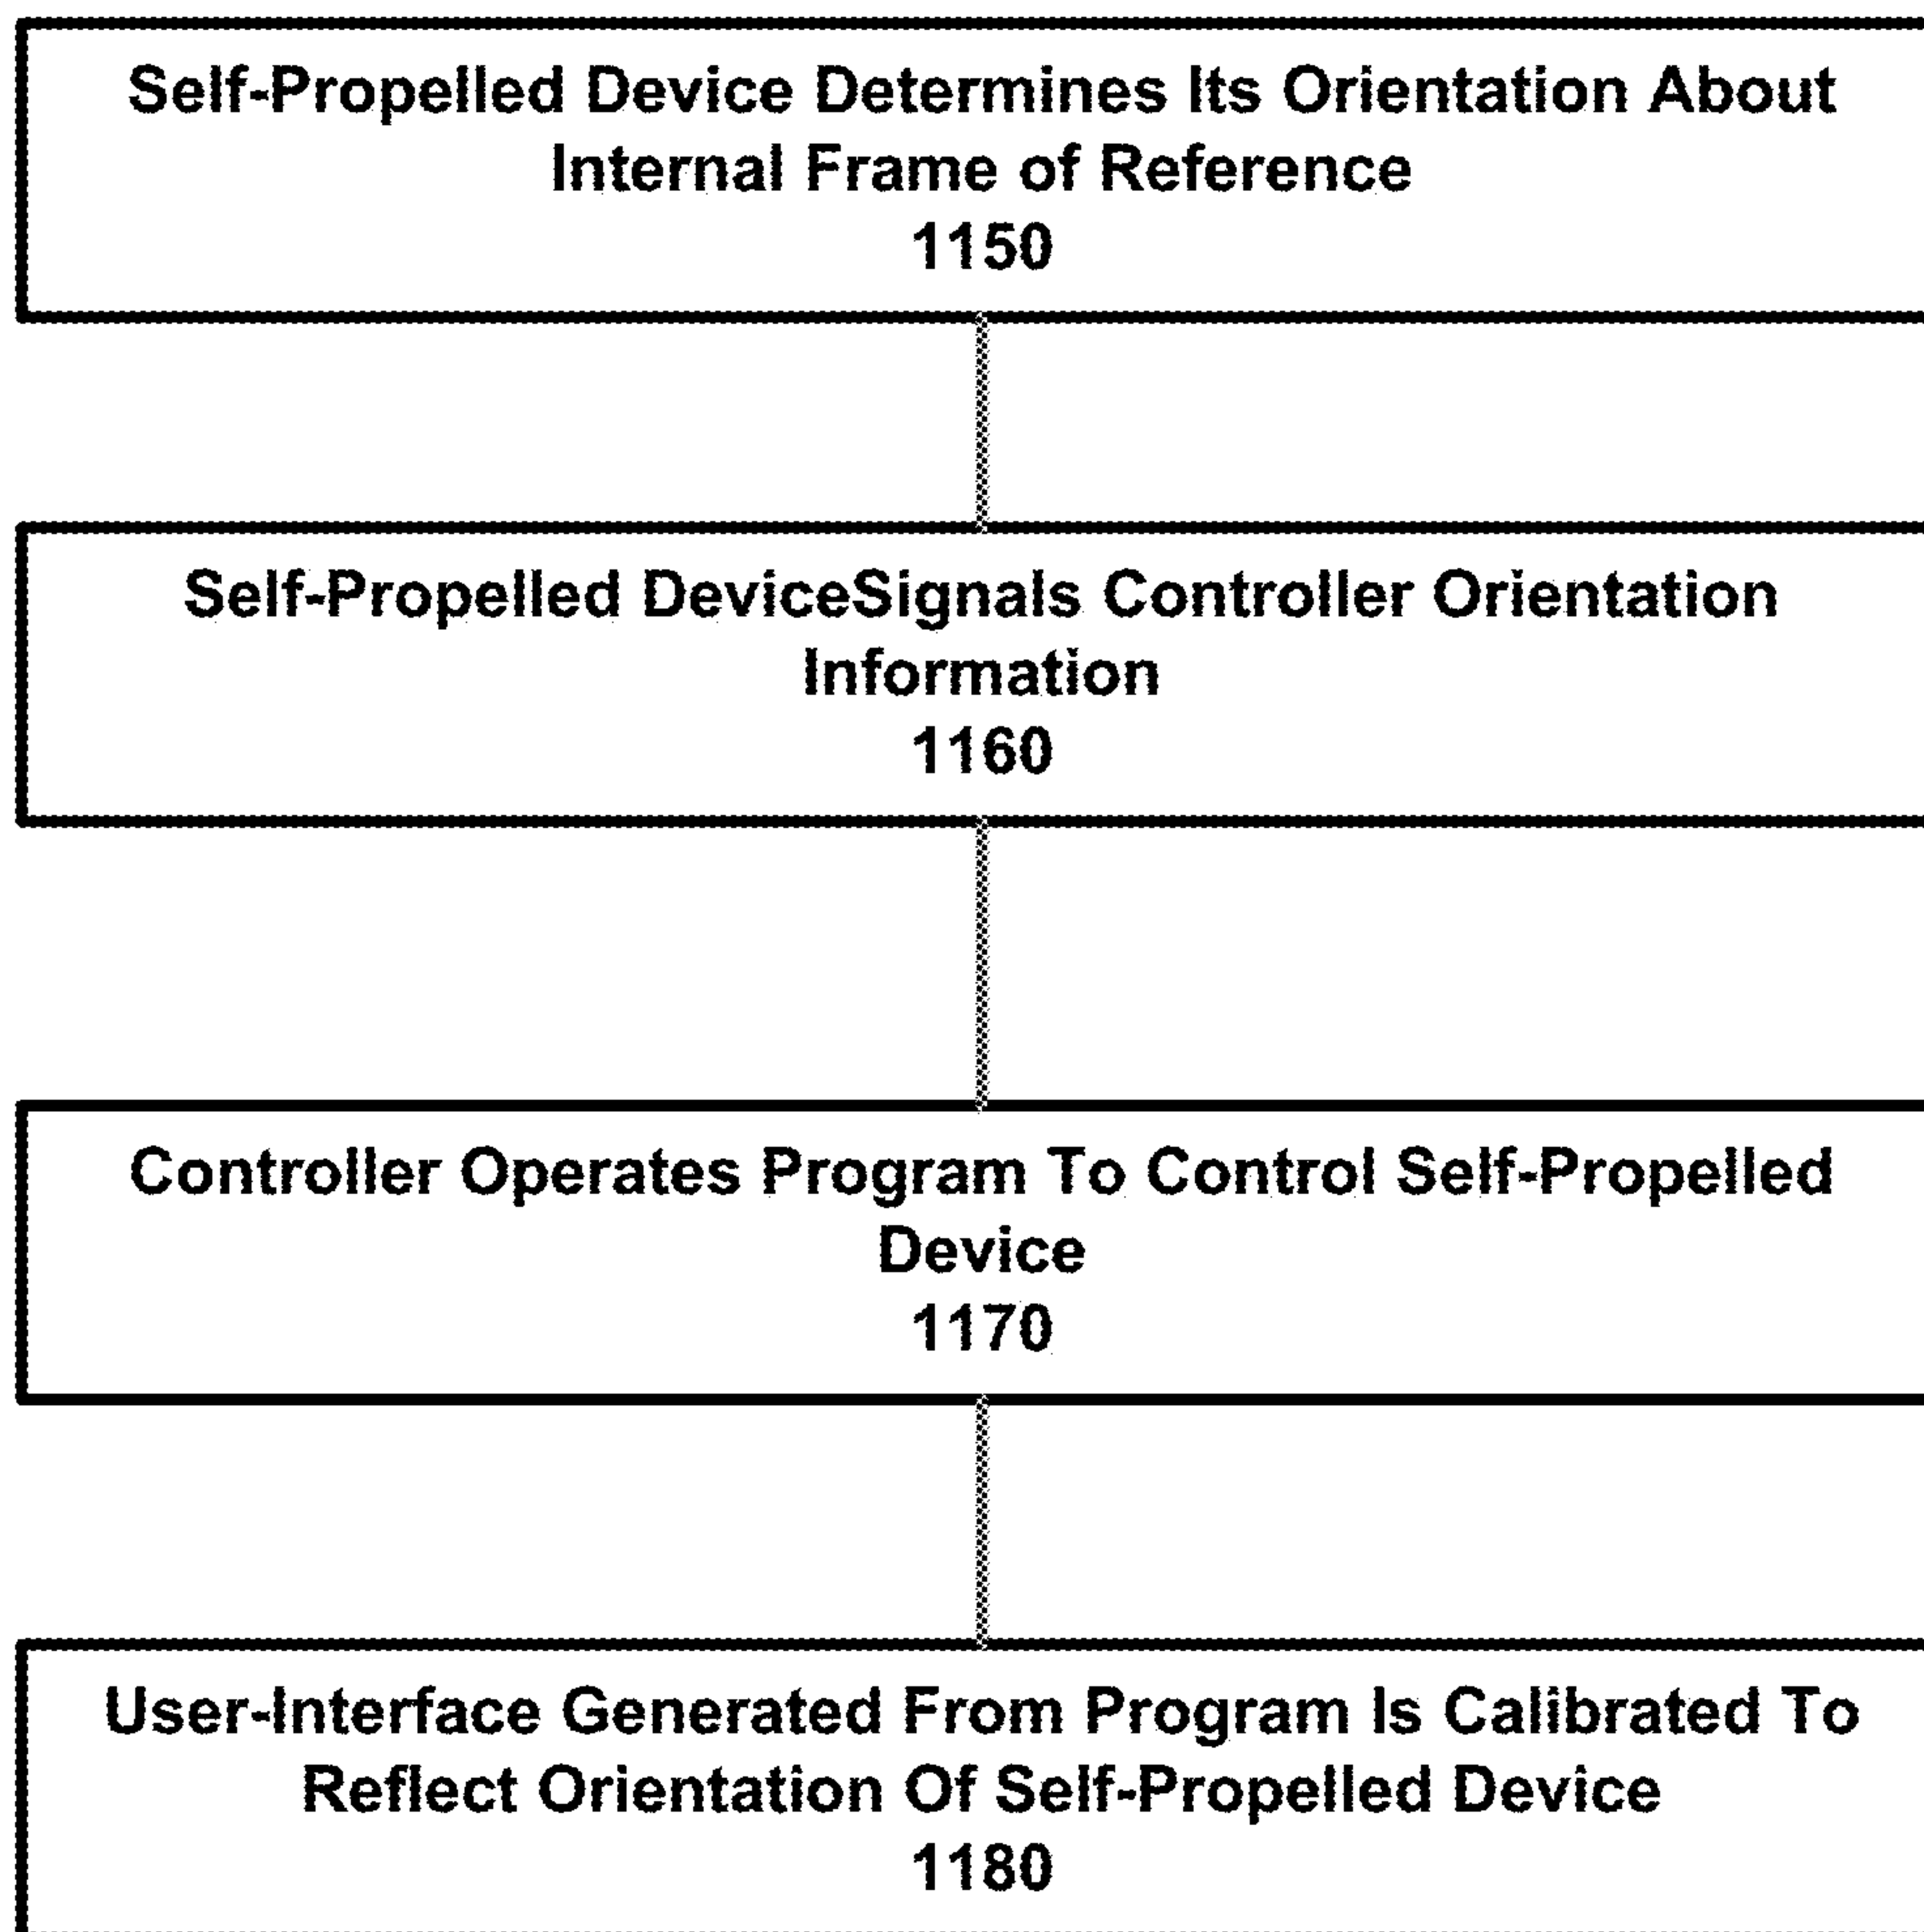 Self-Propelled Device Determines Its Orientation About
Internal Frame of Reference
1150
Self-Propelled DeviceSignals Controller Orientation
Information
1160
Controller Operates Program To Control Self-Propelled
Device
1170
User-Interface Generated From Program Is Calibrated To
Reflect Orientation Of Self-Propelled Device
1180